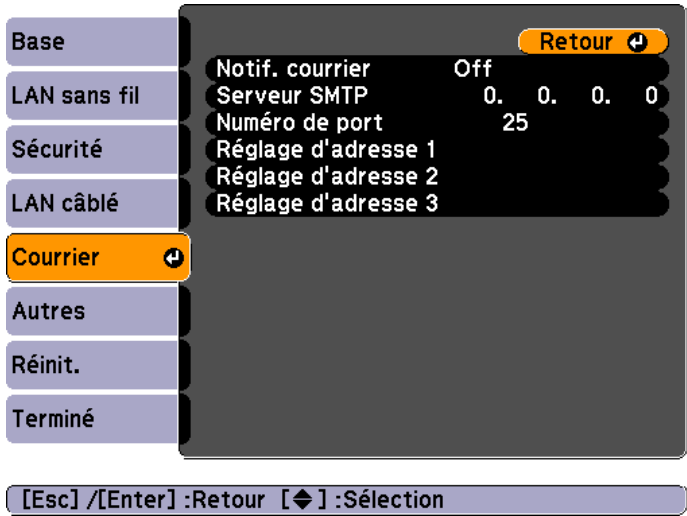 Base
LAN sans fil
Sécurité
LAN câblé
Courrier
Autres
Réinit.
Terminé
Retour
Notif. courrier Off
Serveur SMTP 0. 0. 0. 0
Numéro de port 25
Réglage d'adresse 1
Réglage d'adresse 2
Réglage d'adresse 3
[Esc] /[Enter] :Retour [◆] :Sélection